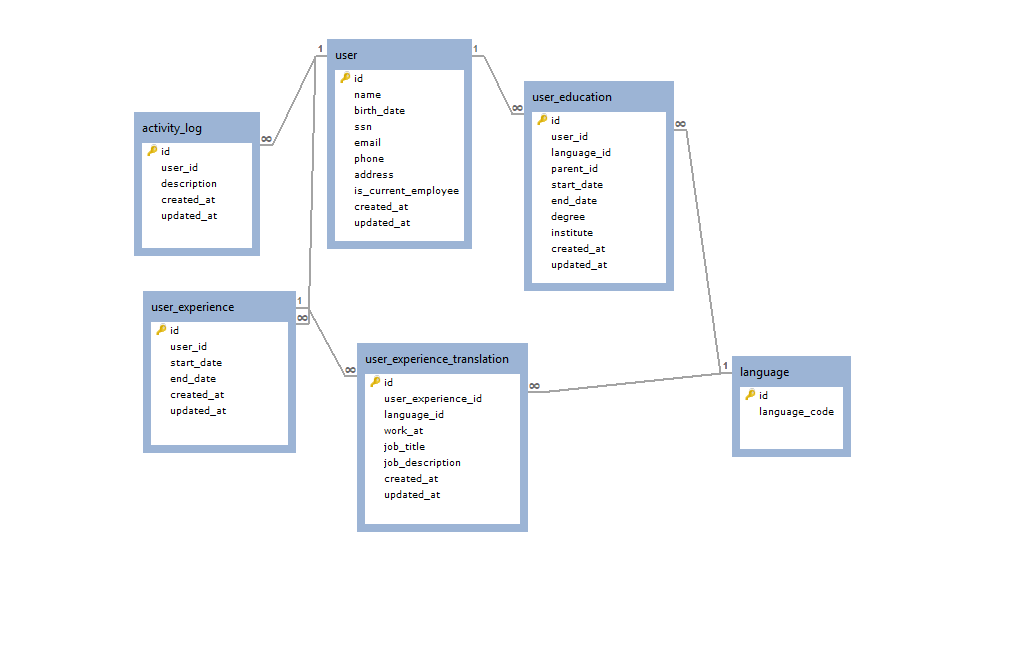 user
id
name
birth_date
ssn
email
phone
address
is_current_employee
created_at
updated_at
1
1
user_education
id
user_id
language_id
parent_id
start_date
end_date
degree
institute
created_at
updated_at
∞
∞
activity_log
id
user_id
description
created_at
updated_at
∞
user_experience
id
user_id
start_date
end_date
created_at
updated_at
1
∞
user_experience_translation
id
user_experience_id
language_id
work_at
job_title
job_description
created_at
updated_at
∞
∞
language
id
language_code
1